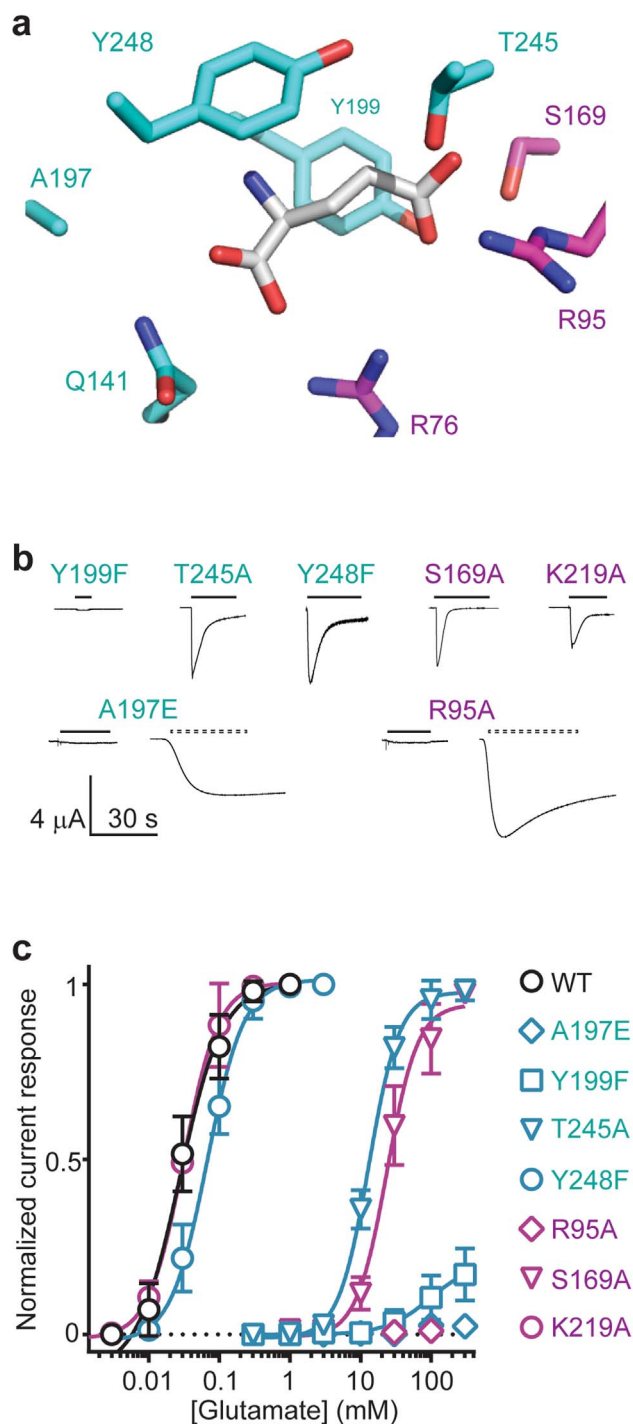 a
Y248
T245
Y199
S169
A197
R95
Q141
R76
b
Y199F T245A Y248F S169A K219A
A197E R95A
4 μA 30 s
c
Normalized current response
1
0.5
0
0.01 0.1 1 10 100
[Glutamate] (mM)
WT
A197E
Y199F
T245A
Y248F
R95A
S169A
K219A